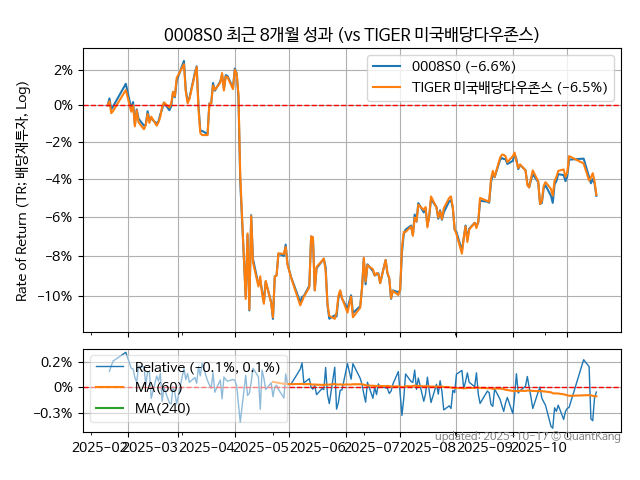 0008S0 최근 8개월 성과 (vs TIGER 미국배당다우존스)
Rate of Return (TR: 배당재투자, Log)
2%
0%
−2%
−4%
−6%
−8%
−10%
0008S0 (−6.6%)
TIGER 미국배당다우존스 (−6.5%)
0.2%
0%
−0.3%
Relative (−0.1%, 0.1%)
MA(60)
MA(240)
2025-02 2025-03 2025-04 2025-05 2025-06 2025-07 2025-08 2025-09 2025-10
updated: 2025-10-17 © QuantKang